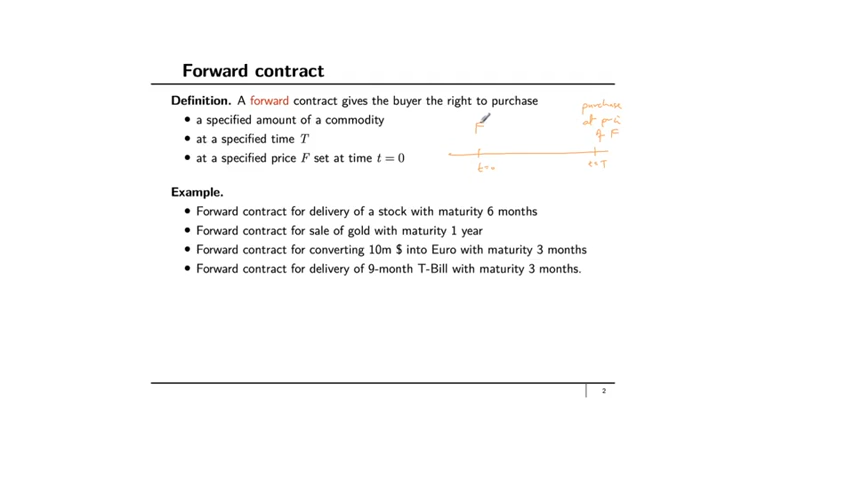 Forward contract
Definition. A forward contract gives the buyer the right to purchase
• a specified amount of a commodity
• at a specified time T
• at a specified price F set at time t = 0
F
t=0
purchase
at
of F
t=T
Example.
• Forward contract for delivery of a stock with maturity 6 months
• Forward contract for sale of gold with maturity 1 year
• Forward contract for converting 10m $ into Euro with maturity 3 months
• Forward contract for delivery of 9-month T-Bill with maturity 3 months.
2